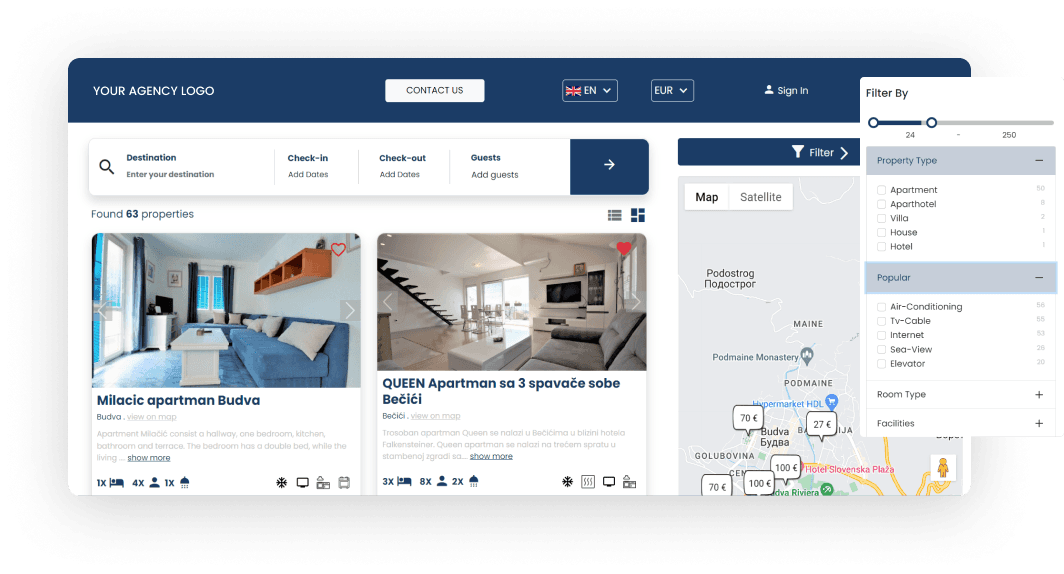 YOUR AGENCY LOGO
CONTACT US
EN
EUR
Sign In
Destination
Enter your destination
Check-in
Add Dates
Check-out
Add Dates
Guests
Add guests
Found 63 properties
Milacic apartman Budva
Budva . view on map
Apartment Milačić consist a hallway, one bedroom, kitchen,
bathroom and terrace. The bedroom has a double bed, while the
living ... show more
1X 4X 1X
QUEEN Apartman sa 3 spavaće sobe
Bečići
Bečići . view on map
Trosoban apartman Queen se nalazi u Bečićima u blizini hotela
Falkensteiner. Queen apartman se nalazi na trećem spratu u
stambenoj zgradi sa... show more
3X 8X 2X
Filter
Map
Satellite
Podostrog
Подострог
MAINE
Podmaine Monastery
PODMAINE
Hypermarket HDL
70 €
27 €
Budva
Будва
GOLUBOVINA
100 €
Hotel Slovenska Plaža
70 €
100 €
Budva Riviera
Filter By
24
-
250
Property Type
Apartment 50
Aparthotel 8
Villa 2
House 1
Hotel 1
Popular
Air-Conditioning 56
Tv-Cable 55
Internet 53
Sea-View 26
Elevator 20
Room Type
Facilities